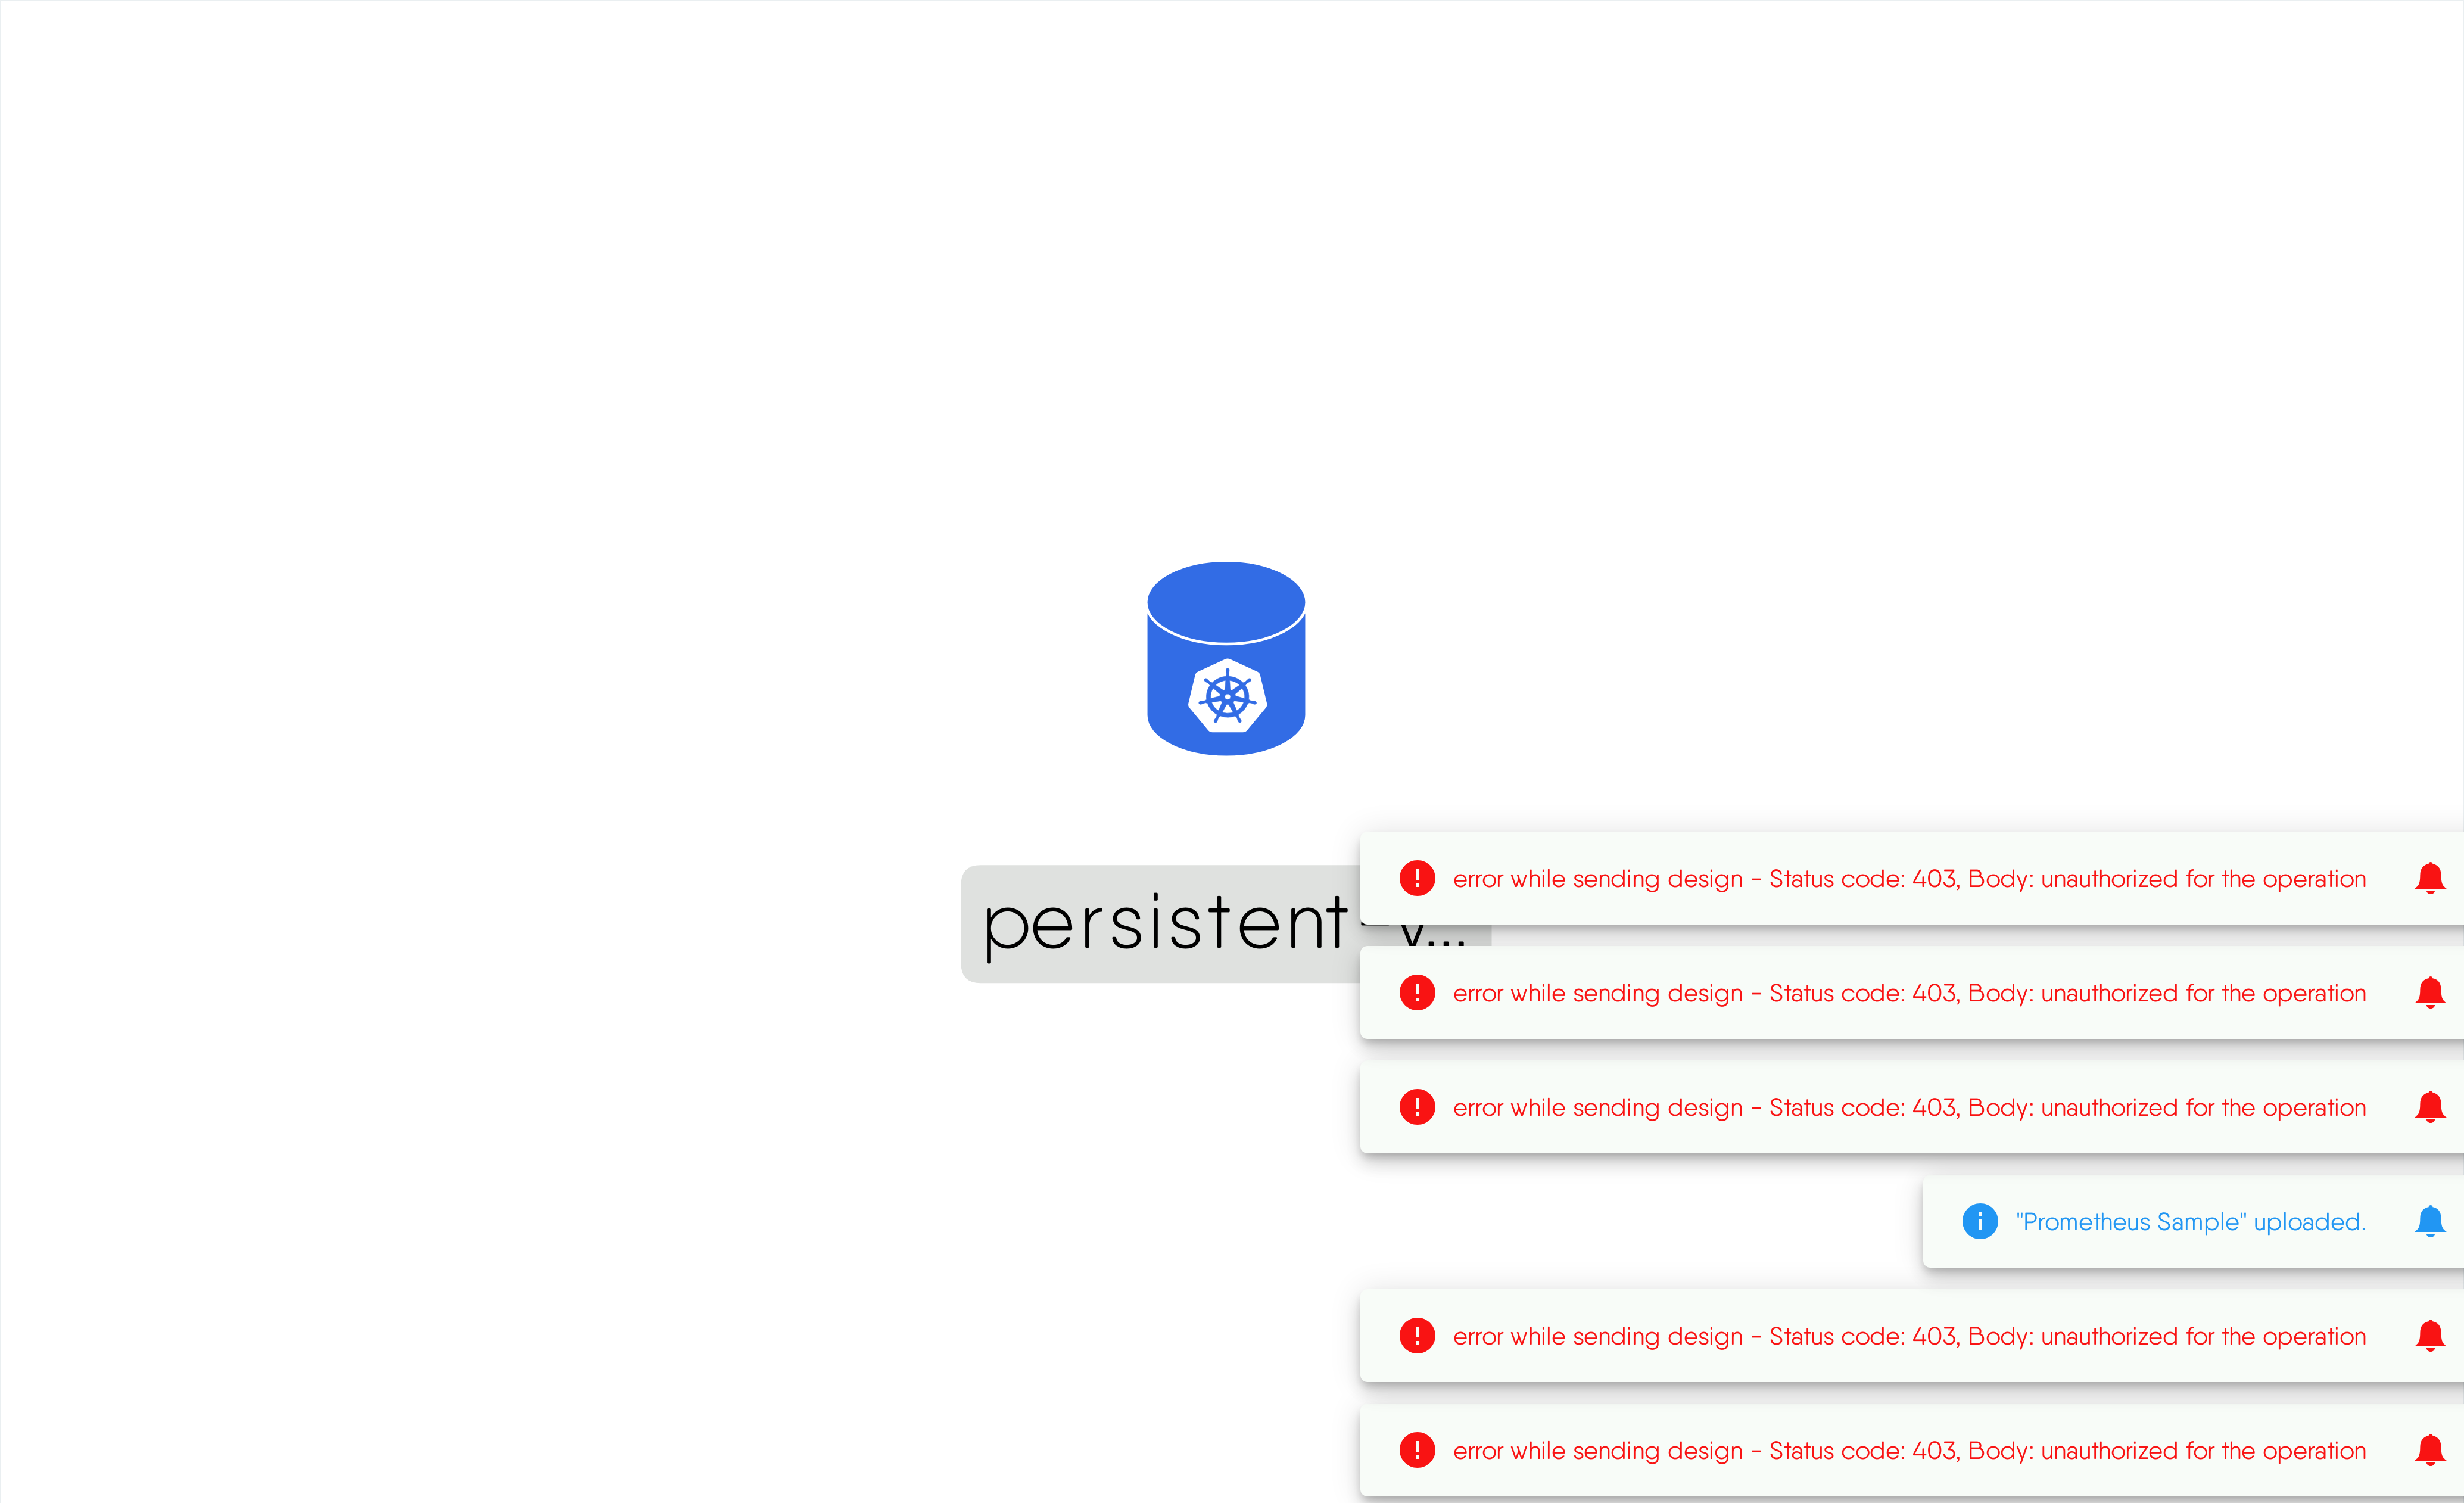 error while sending design - Status code: 403, Body: unauthorized for the operation
persistent-v...
error while sending design - Status code: 403, Body: unauthorized for the operation
error while sending design - Status code: 403, Body: unauthorized for the operation
"Prometheus Sample" uploaded.
error while sending design - Status code: 403, Body: unauthorized for the operation
error while sending design - Status code: 403, Body: unauthorized for the operation